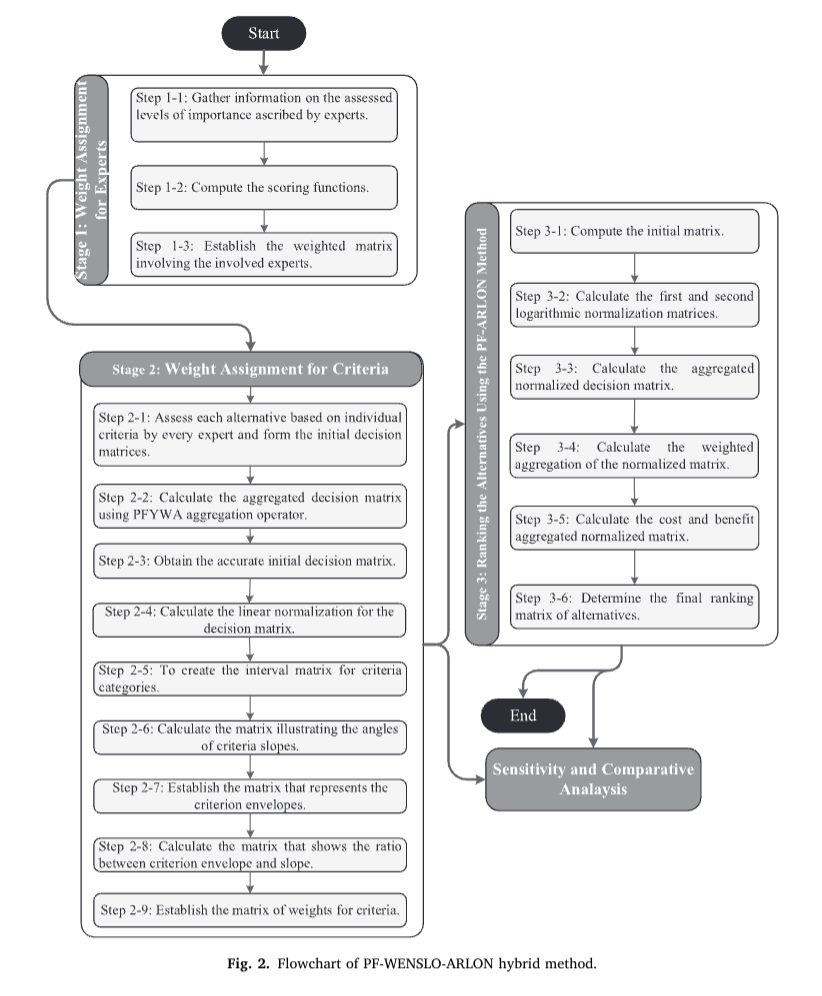 Start
Stage 1: Weight Assignment
for Experts
Step 1-1: Gather information on the assessed
levels of importance ascribed by experts.
Step 1-2: Compute the scoring functions.
Step 1-3: Establish the weighted matrix
involving the involved experts.
Stage 2: Weight Assignment for Criteria
Step 2-1: Assess each alternative based on individual
criteria by every expert and form the initial decision
matrices.
Step 2-2: Calculate the aggregated decision matrix
using PFYWA aggregation operator.
Step 2-3: Obtain the accurate initial decision matrix.
Step 2-4: Calculate the linear normalization for the
decision matrix.
Step 2-5: To create the interval matrix for criteria
categories.
Step 2-6: Calculate the matrix illustrating the angles
of criteria slopes.
Step 2-7: Establish the matrix that represents the
criterion envelopes.
Step 2-8: Calculate the matrix that shows the ratio
between criterion envelope and slope.
Step 2-9: Establish the matrix of weights for criteria.
Stage 3: Ranking the Alternatives Using the PF-ARLON Method
Step 3-1: Compute the initial matrix.
Step 3-2: Calculate the first and second
logarithmic normalization matrices.
Step 3-3: Calculate the aggregated
normalized decision matrix.
Step 3-4: Calculate the weighted
aggregation of the normalized matrix.
Step 3-5: Calculate the cost and benefit
aggregated normalized matrix.
Step 3-6: Determine the final ranking
matrix of alternatives.
End
Sensitivity and Comparative
Analaysis
Fig. 2. Flowchart of PF-WENSLO-ARLON hybrid method.